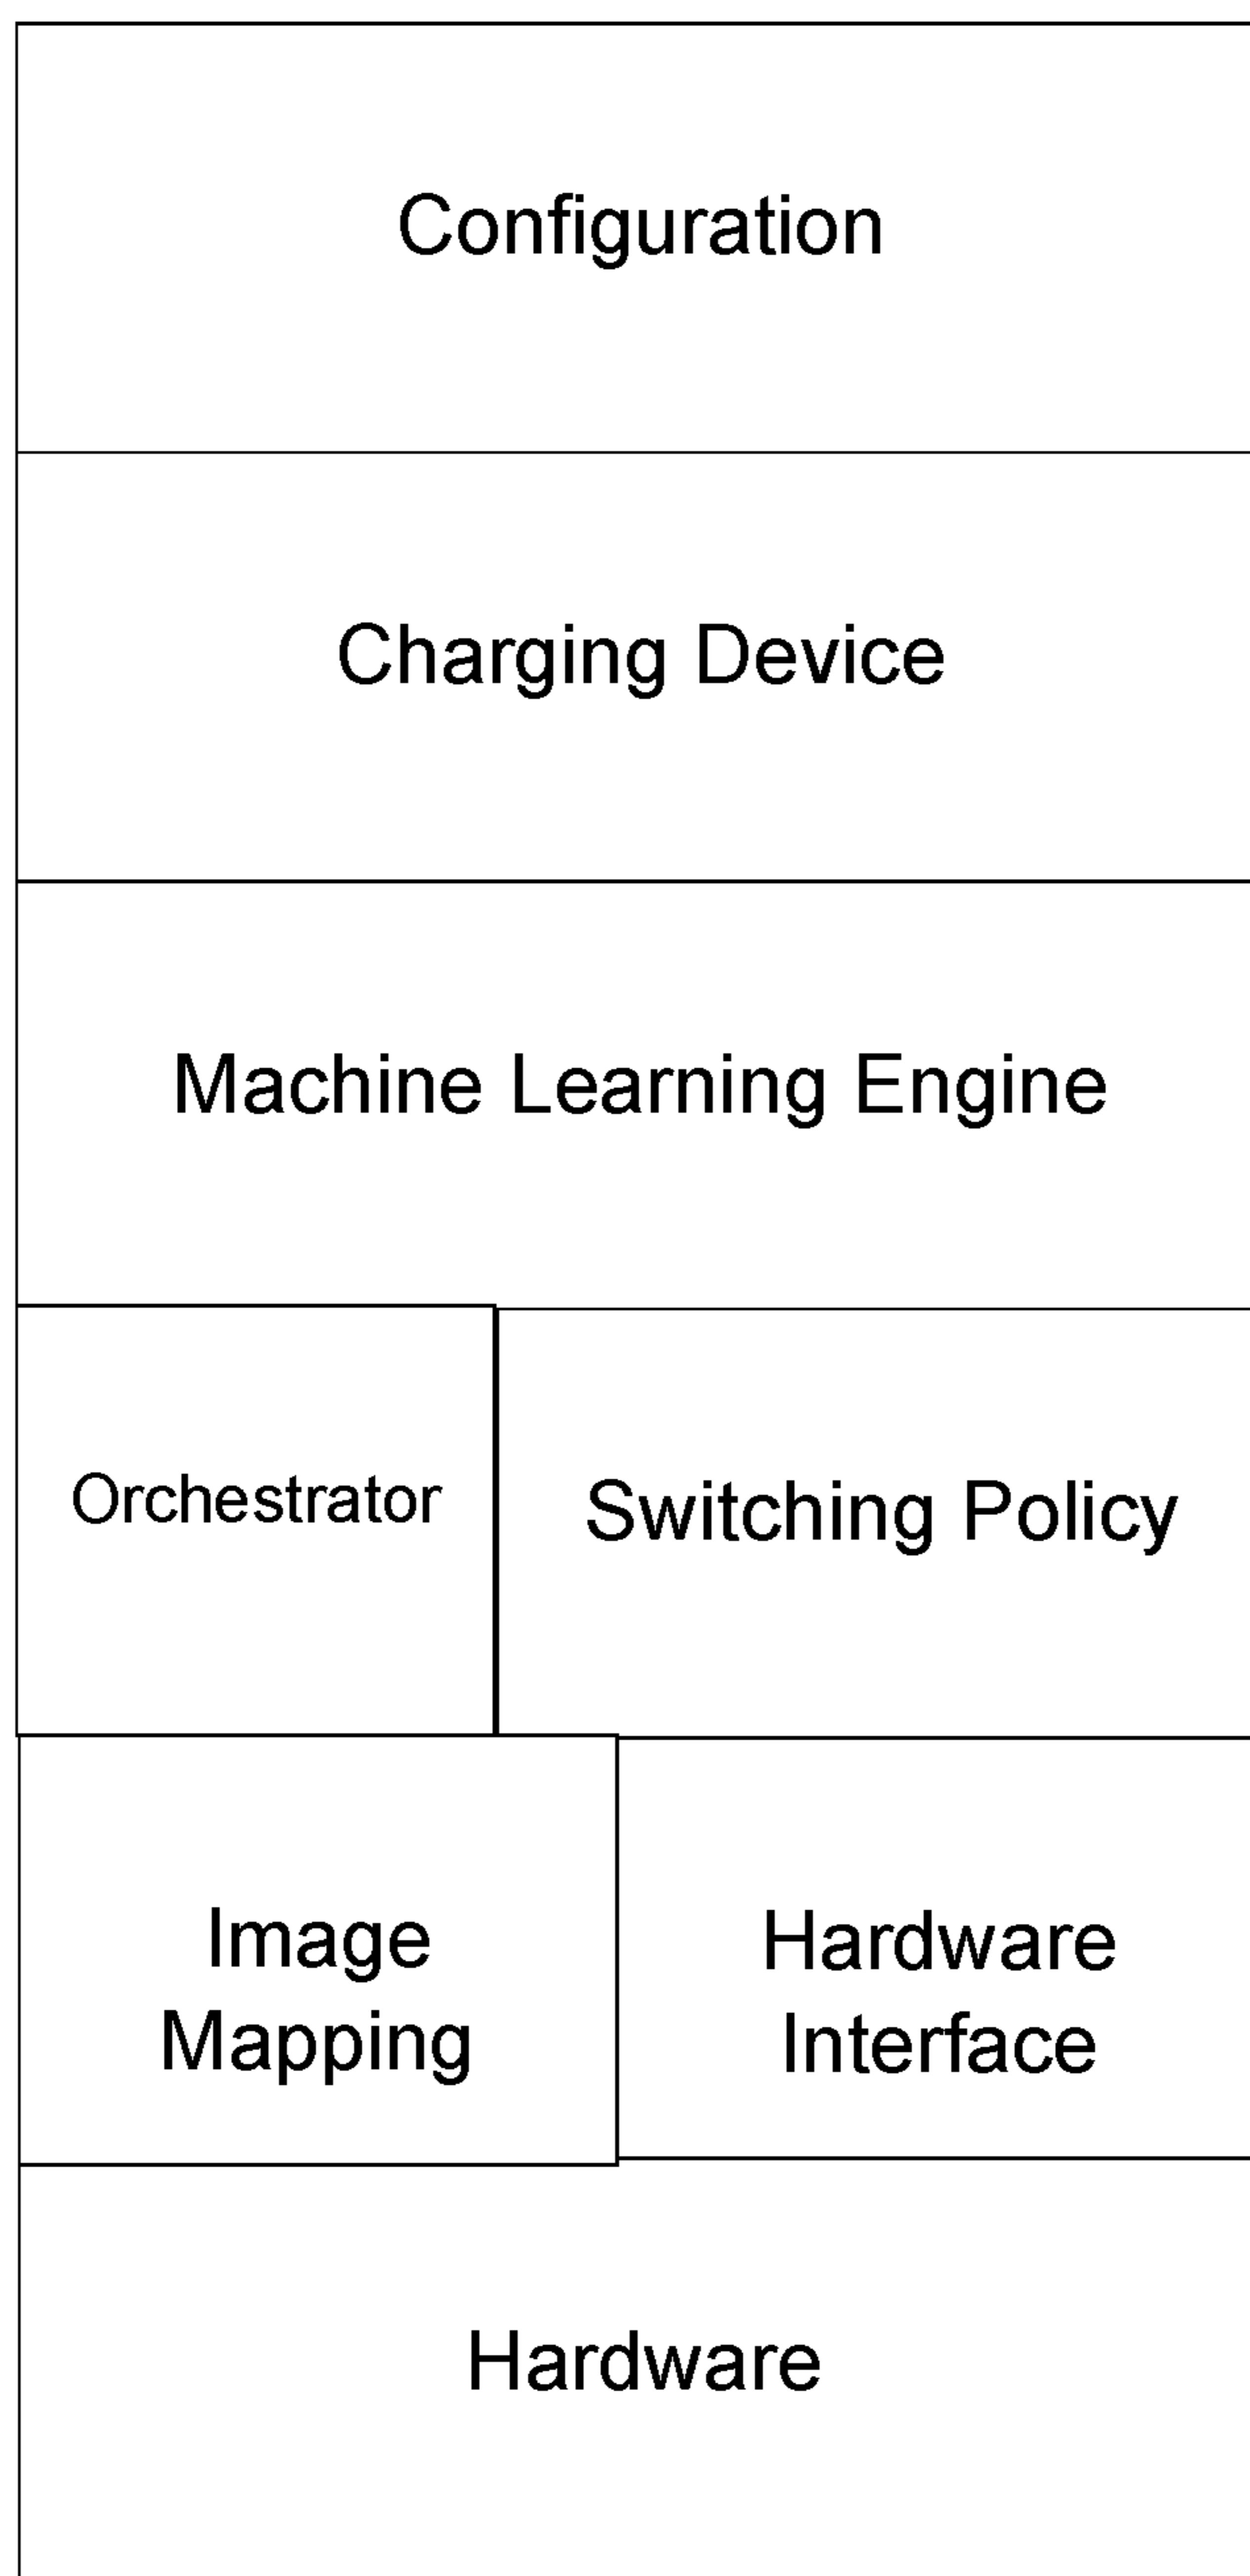 Configuration
Charging Device
Machine Learning Engine
Orchestrator
Switching Policy
Image
Mapping
Hardware
Interface
Hardware